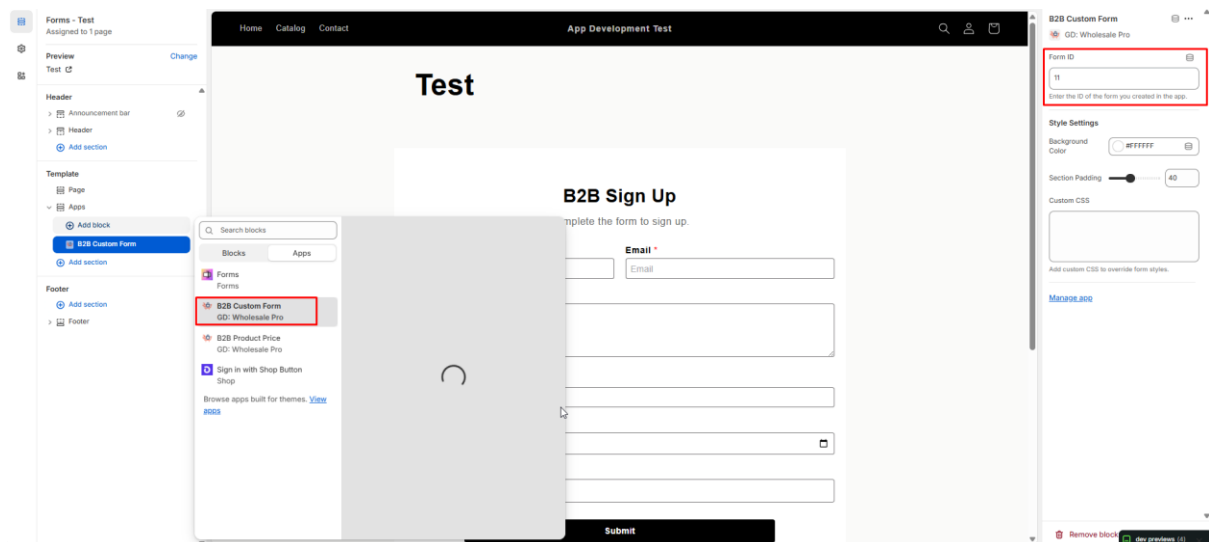 Forms - Test
Assigned to 1 page
Preview
Change
Test
Header
Announcement bar
Header
Add section
Template
Page
Apps
Add block
B2B Custom Form
Add section
Footer
Add section
Footer
Search blocks
Blocks
Apps
Forms
Forms
B2B Custom Form
GD: Wholesale Pro
B2B Product Price
GD: Wholesale Pro
Sign in with Shop Button
Shop
Browse apps built for themes. View
apps
Home Catalog Contact
App Development Test
Test
B2B Sign Up
mplete the form to sign up.
Email *
Email
Submit
B2B Custom Form
GD: Wholesale Pro
Form ID
11
Enter the ID of the form you created in the app.
Style Settings
Background
Color
#FFFFFF
Section Padding
40
Custom CSS
Add custom CSS to override form styles.
Manage app
Remove block
dev previews (4)